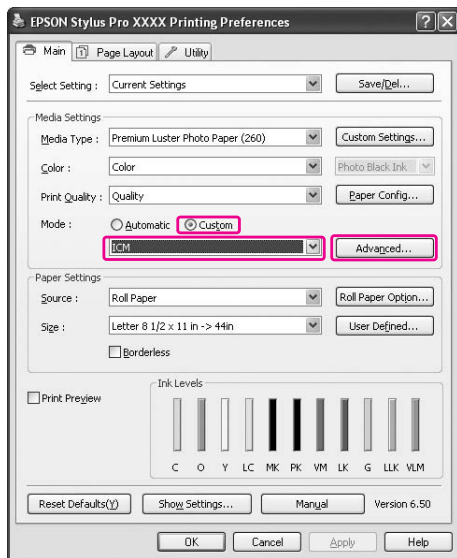 EPSON Stylus Pro XXXX Printing Preferences
Main Page Layout Utility
Select Setting : Current Settings Save/Del...
Media Settings
Media Type : Premium Luster Photo Paper (260) Custom Settings...
Color : Color Photo Black Ink
Print Quality : Quality Paper Config...
Mode : Automatic Custom
ICM Advanced...
Paper Settings
Source : Roll Paper Roll Paper Option...
Size : Letter 8 1/2 x 11 in -> 44in User Defined...
Borderless
Print Preview
Ink Levels
C O Y LC MK PK VM LK G LLK VLM
Reset Defaults(Y) Show Settings... Manual Version 6.50
OK Cancel Apply Help